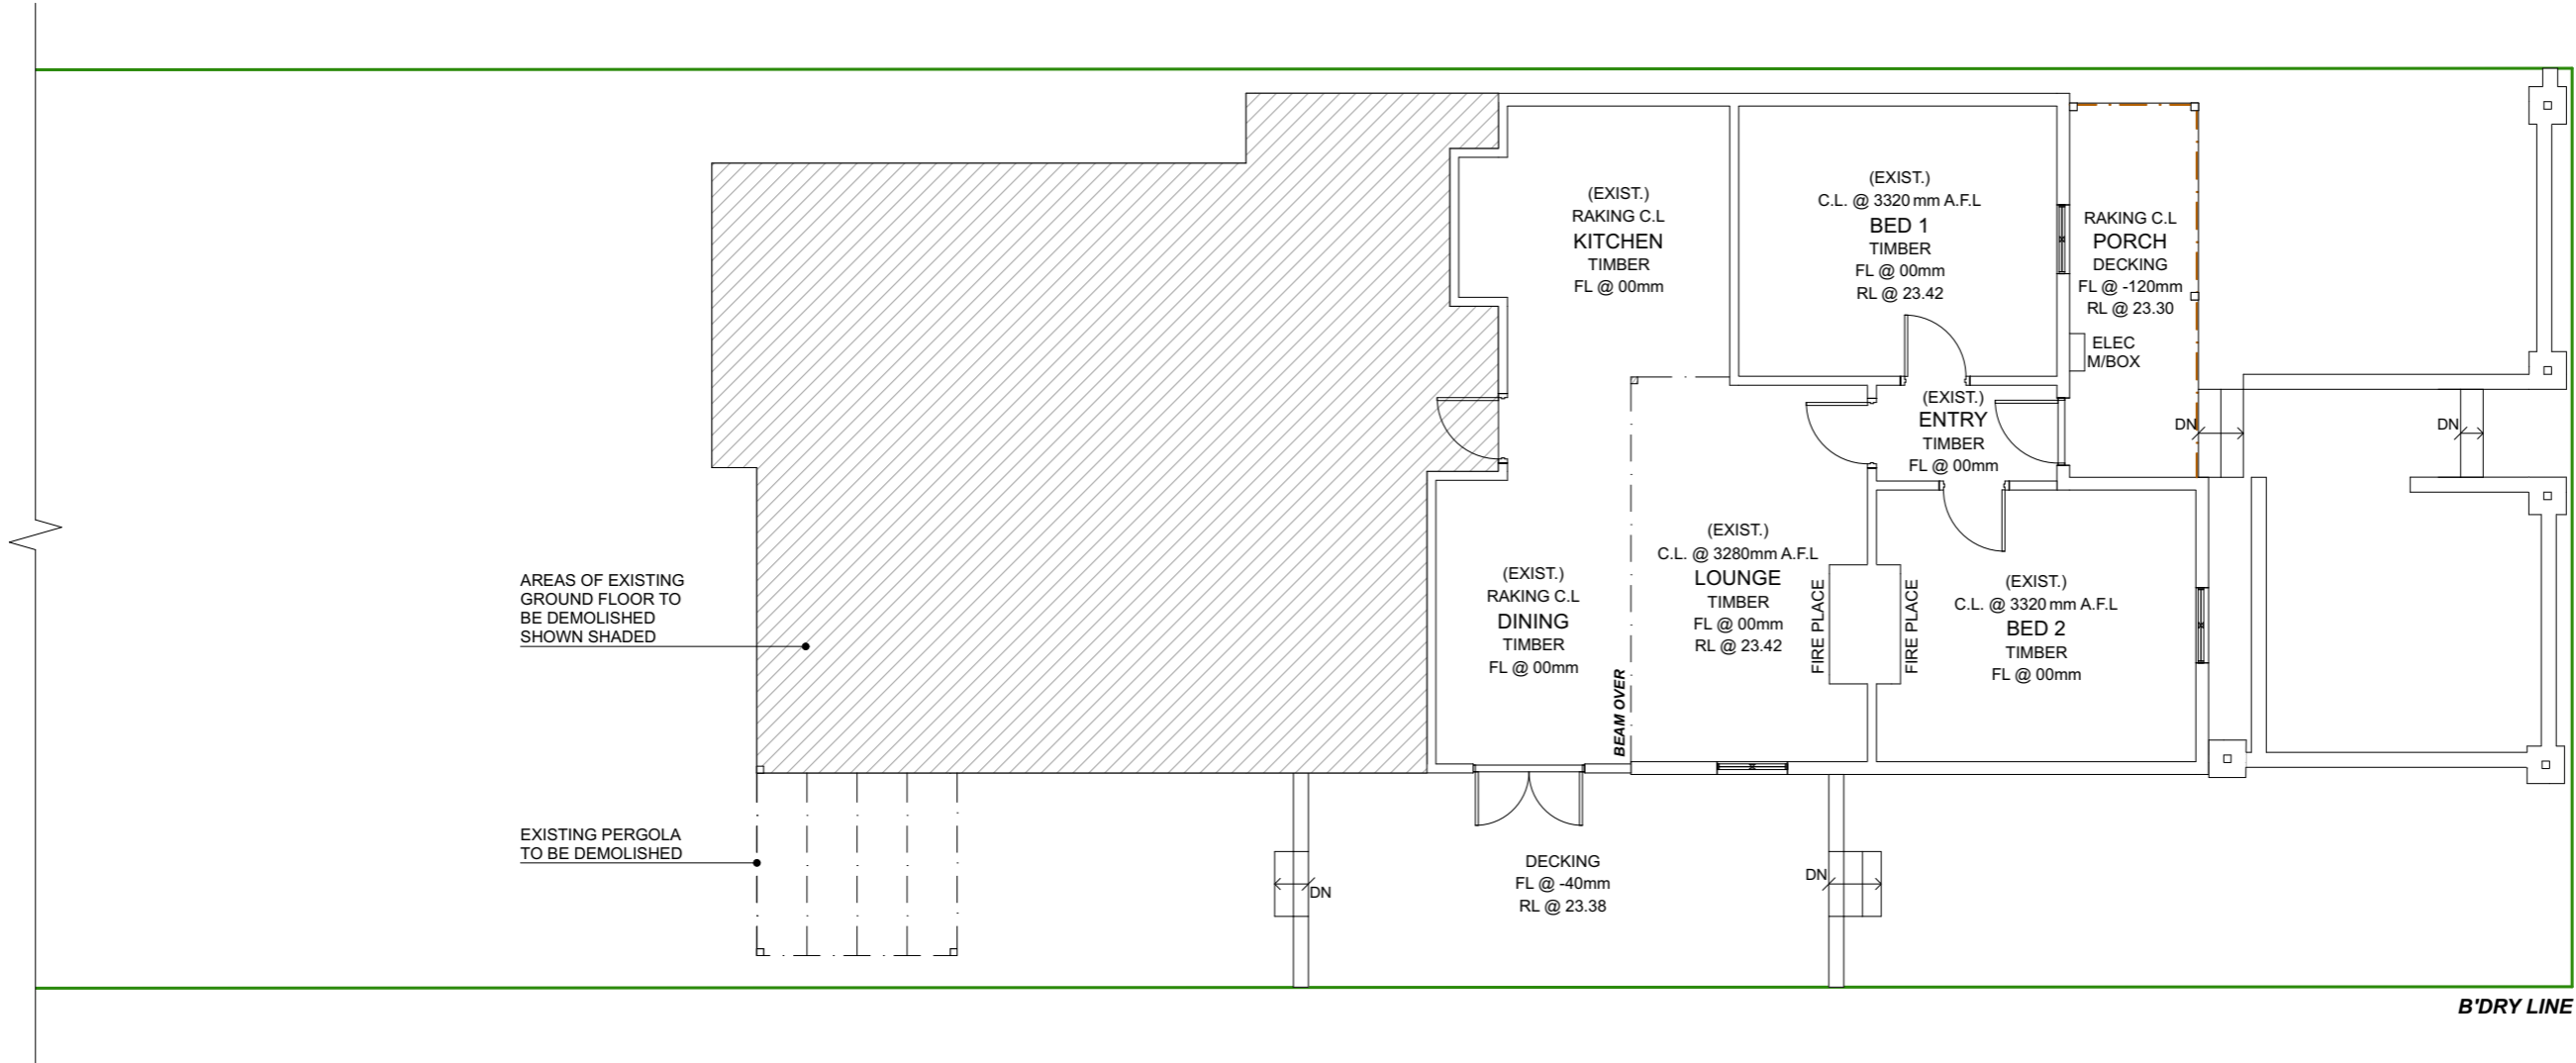 (EXIST.)
RAKING C.L
KITCHEN
TIMBER
FL @ 00mm
(EXIST.)
C.L. @ 3320 mm A.F.L
BED 1
TIMBER
FL @ 00mm
RL @ 23.42
RAKING C.L
PORCH
DECKING
FL @ -120mm
RL @ 23.30
ELEC
M/BOX
(EXIST.)
ENTRY
TIMBER
FL @ 00mm
DN
DN
AREAS OF EXISTING
GROUND FLOOR TO
BE DEMOLISHED
SHOWN SHADED
(EXIST.)
RAKING C.L
DINING
TIMBER
FL @ 00mm
BEAM OVER
(EXIST.)
C.L. @ 3280mm A.F.L
LOUNGE
TIMBER
FL @ 00mm
RL @ 23.42
FIRE PLACE
FIRE PLACE
(EXIST.)
C.L. @ 3320 mm A.F.L
BED 2
TIMBER
FL @ 00mm
EXISTING PERGOLA
TO BE DEMOLISHED
DN
DECKING
FL @ -40mm
RL @ 23.38
DN
B'DRY LINE